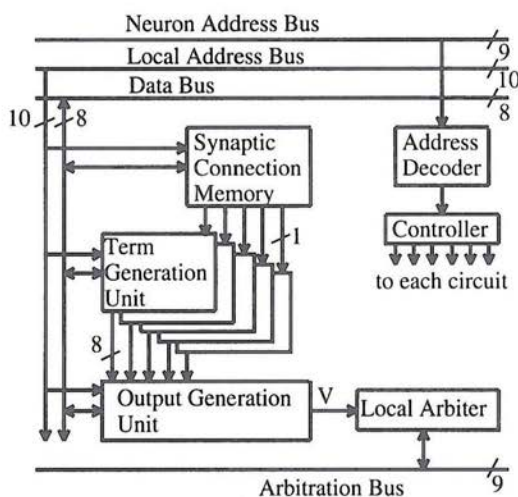 Neuron Address Bus
9
Local Address Bus
10
Data Bus
8
10
8
Synaptic
Connection
Memory
Address
Decoder
1
Controller
to each circuit
Term
Generation
Unit
8
Output Generation
Unit
V
Local Arbiter
Arbitration Bus
9